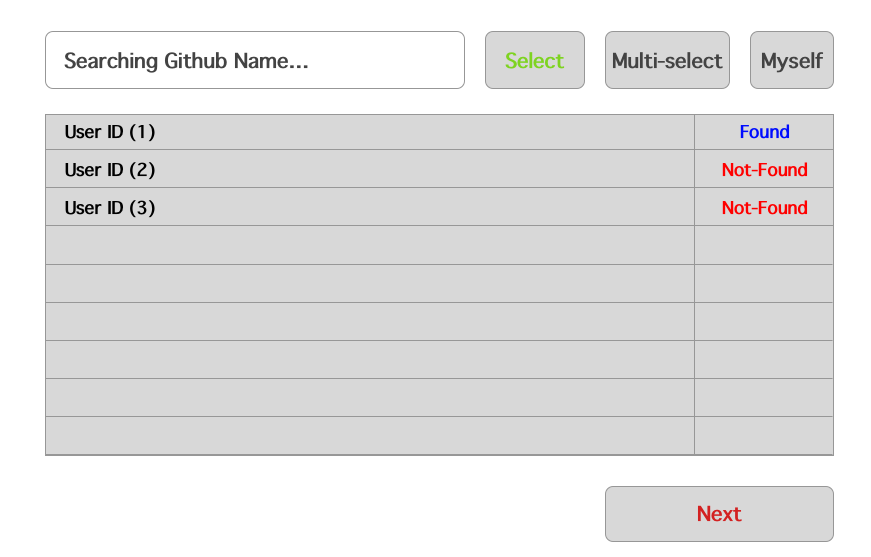 Searching Github Name... Select Multi-select Myself
User ID (1) Found
User ID (2) Not-Found
User ID (3) Not-Found
Next